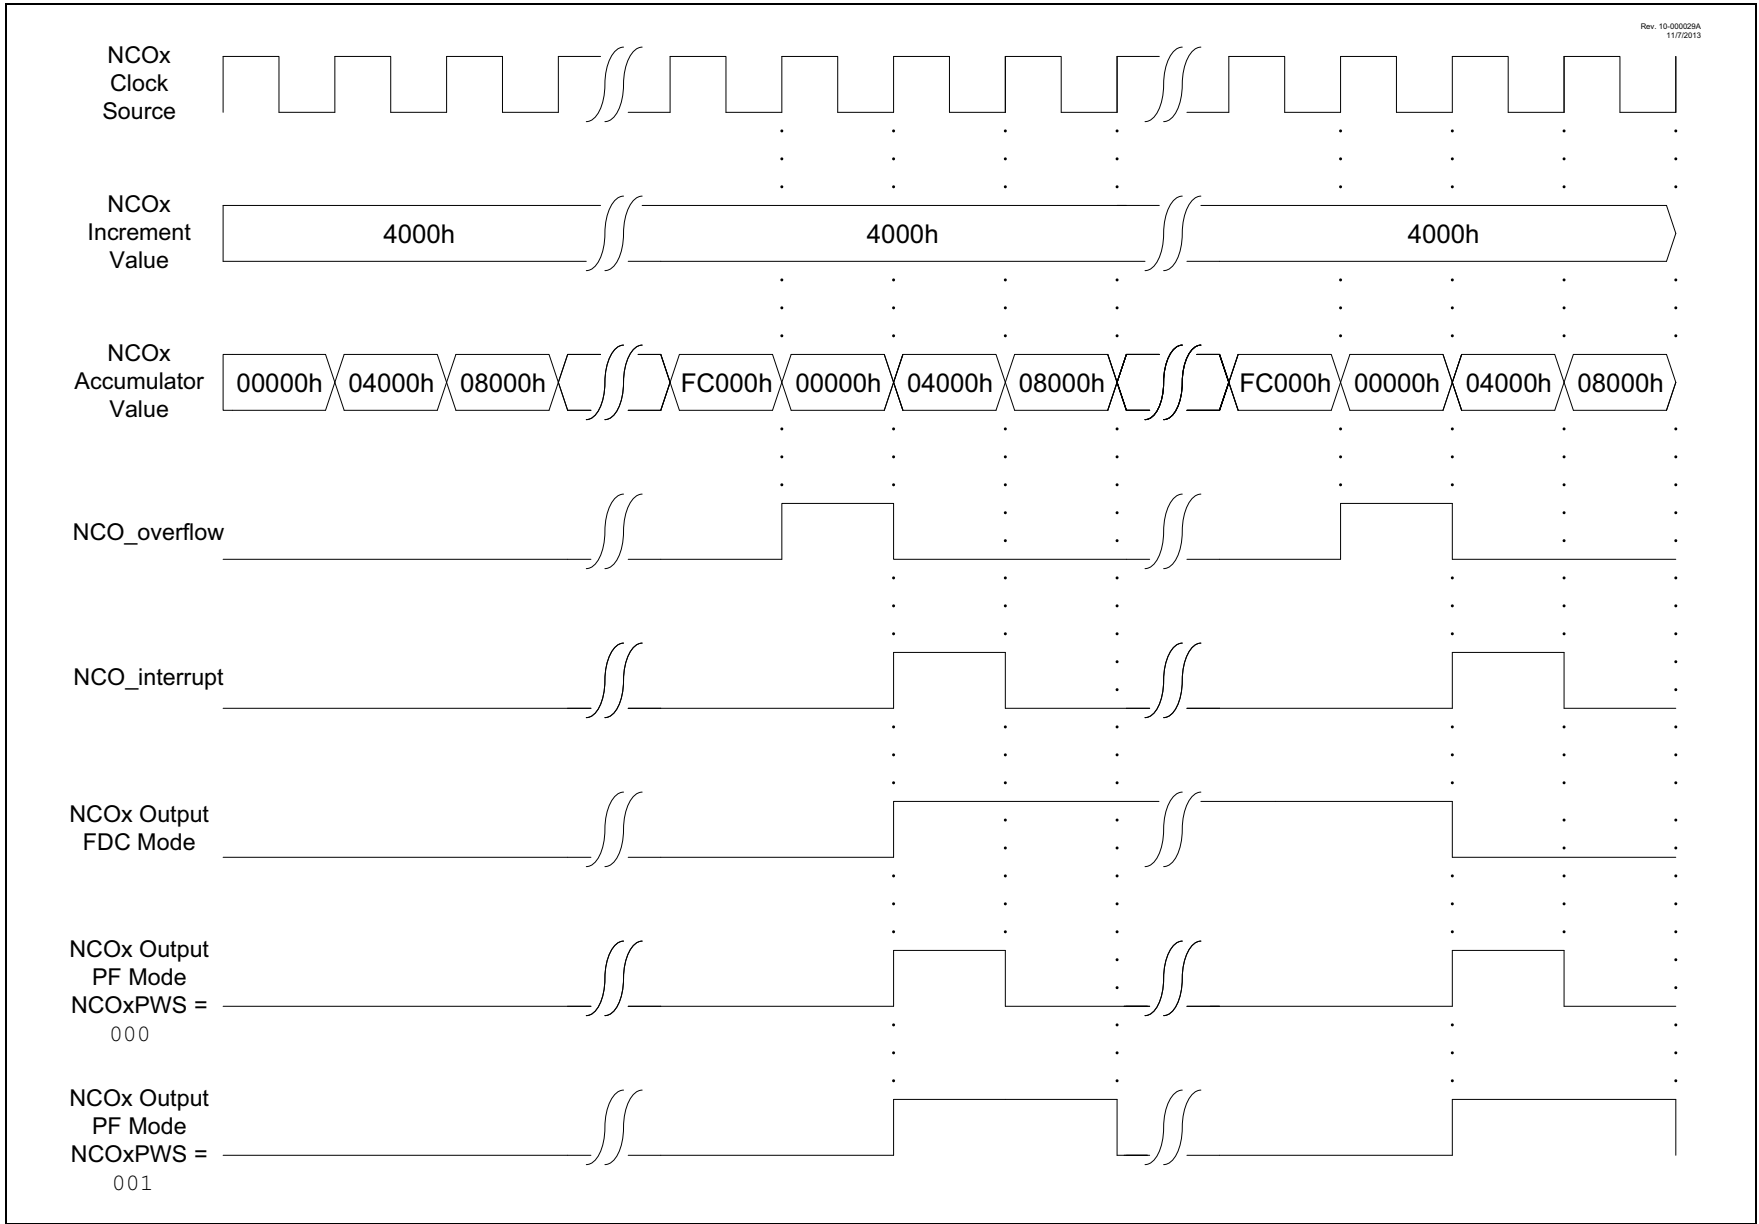 Rev. 10-000029A
11/7/2013
NCOx
Clock
Source
NCOx
Increment
Value
4000h
4000h
4000h
NCOx
Accumulator
Value
00000h
04000h
08000h
FC000h
00000h
04000h
08000h
FC000h
00000h
04000h
08000h
NCO_overflow
NCO_interrupt
NCOx Output
FDC Mode
NCOx Output
PF Mode
NCOxPWS =
000
NCOx Output
PF Mode
NCOxPWS =
001